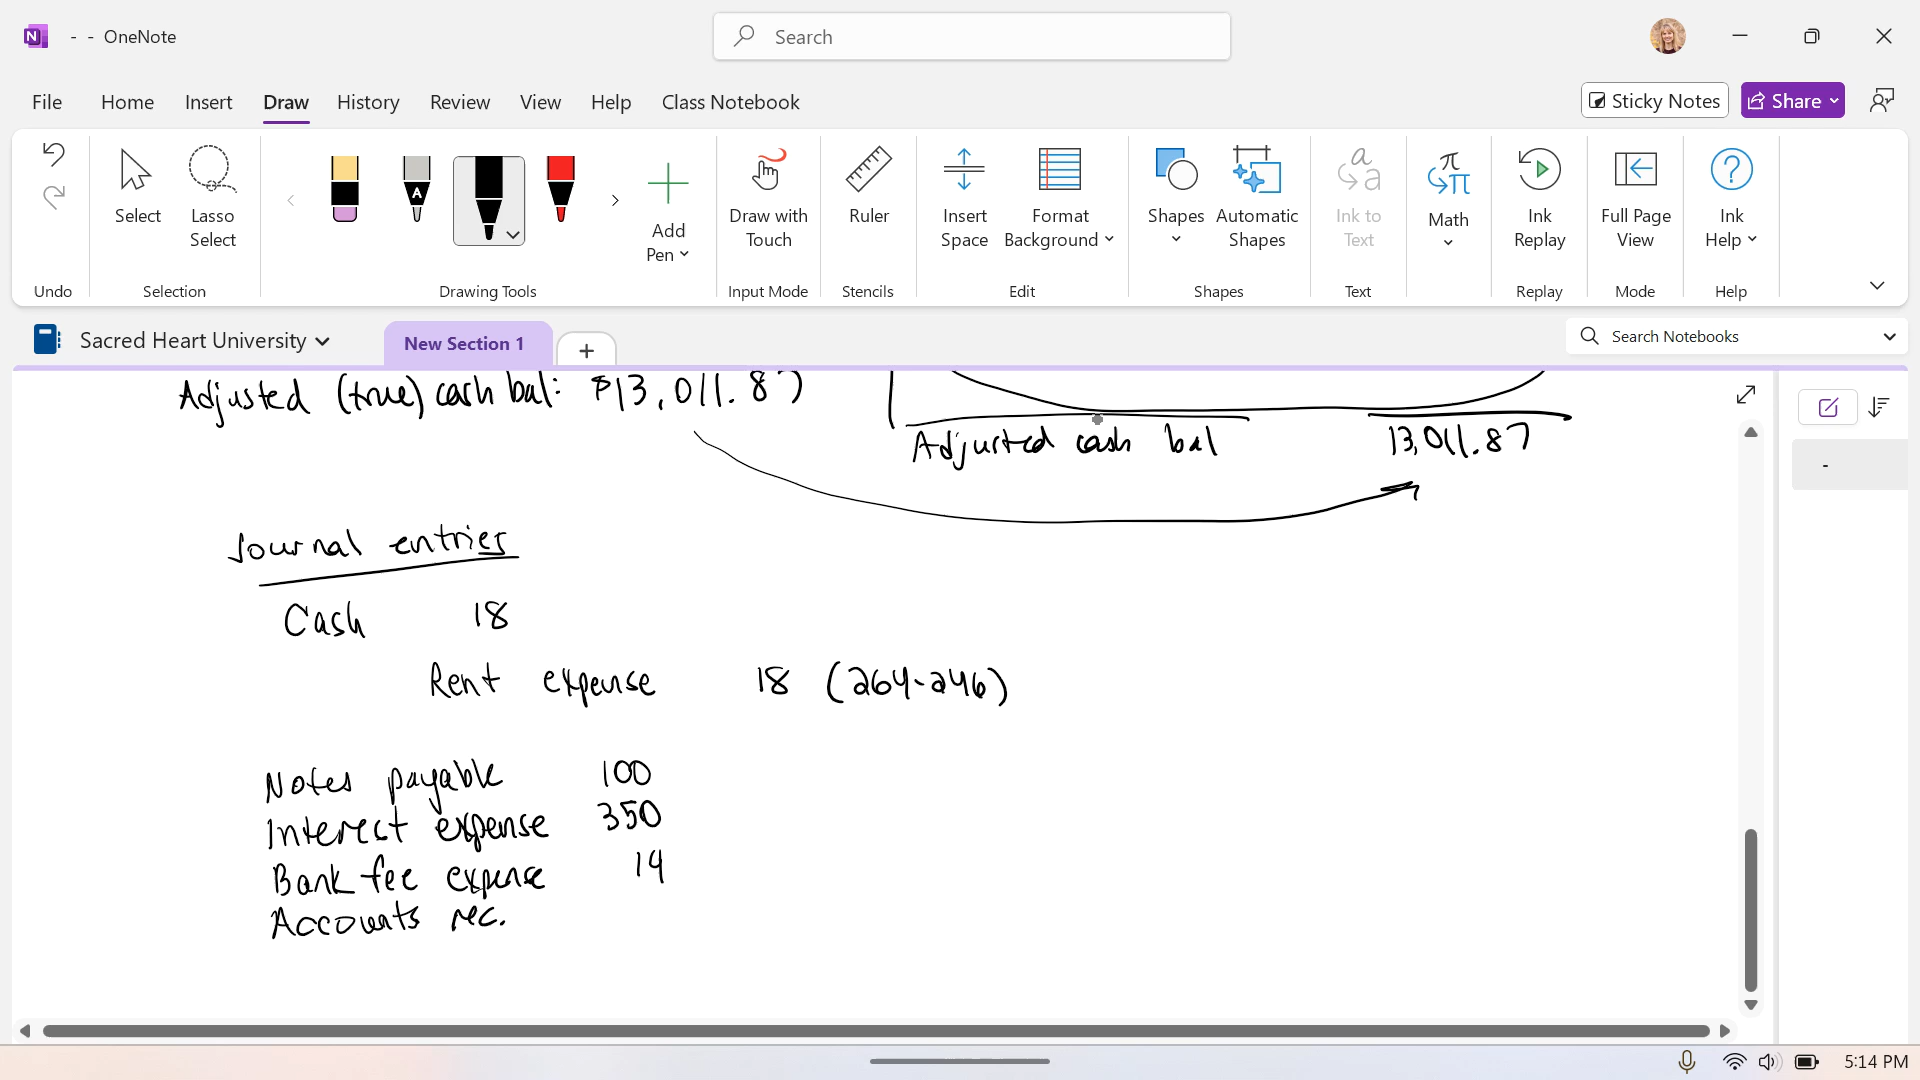 - - OneNote
Search
File Home Insert Draw History Review View Help Class Notebook
Sticky Notes Share
Select
Lasso Select
A
Add Pen
Draw with Touch
Ruler
Insert Space
Format Background
Shapes
Automatic Shapes
a a
Ink to Text
π π
Math
Ink Replay
Full Page View
?
Ink Help
Undo Selection Drawing Tools Input Mode Stencils Edit Shapes Text Replay Mode Help
Sacred Heart University New Section 1 + Search Notebooks
-
Adjusted (true) cash bal: $13,011.87
Adjusted cash bal 13,011.87
Journal entries
Cash 18
Rent expense 18 (264-246)
Notes payable 100
Interest expense 350
Bank fee expense 14
Accounts rec.
5:14 PM